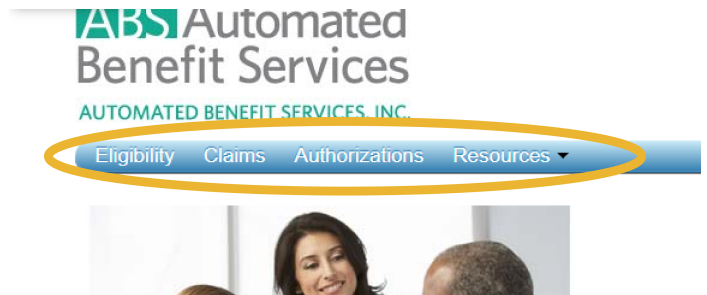 ABS Automated
Benefit Services
AUTOMATED BENEFIT SERVICES, INC.
Eligibility Claims Authorizations Resources